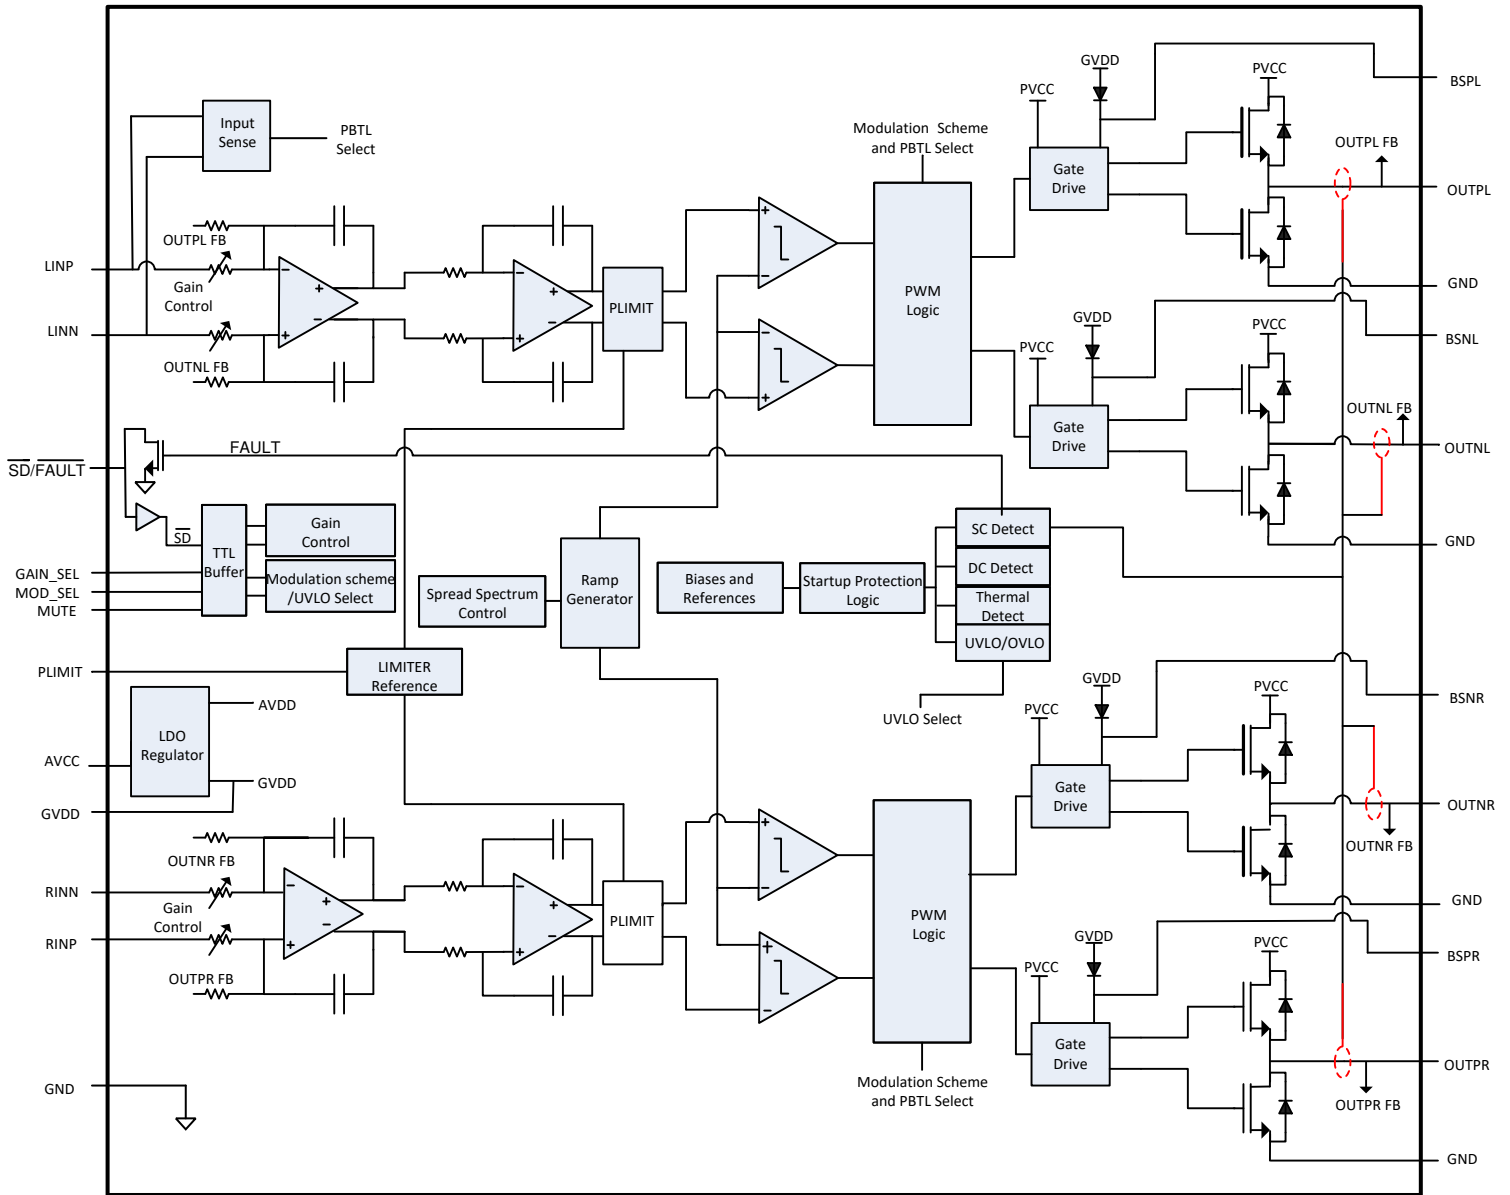 GVDD
PVCC
PVCC
BSPL
Input
Sense
PBTL
Select
Modulation Scheme
and PBTL Select
OUTPL FB
Gate
Drive
OUTPL
OUTPL FB
LINP
Gain
Control
GND
PLIMIT
PWM
Logic
LINN
GVDD
PVCC
PVCC
BSNL
OUTNL FB
OUTNL FB
Gate
Drive
OUTNL
SD/FAULT
FAULT
SD
TTL
Buffer
Gain
Control
SC Detect
GND
GAIN_SEL
MOD_SEL
MUTE
Modulation scheme
/UVLO Select
Spread Spectrum
Control
Ramp
Generator
Biases and
References
Startup Protection
Logic
DC Detect
Thermal
Detect
UVLO/OVLO
PLIMIT
LIMITER
Reference
UVLO Select
GVDD
PVCC
PVCC
BSNR
LDO
Regulator
AVDD
AVCC
GVDD
GVDD
Gate
Drive
OUTNR
OUTNR FB
OUTNR FB
RINN
Gain
Control
GND
PLIMIT
PWM
Logic
RINP
GVDD
PVCC
PVCC
BSPR
OUTPR FB
Gate
Drive
OUTPR
OUTPR FB
GND
Modulation Scheme
and PBTL Select
GND